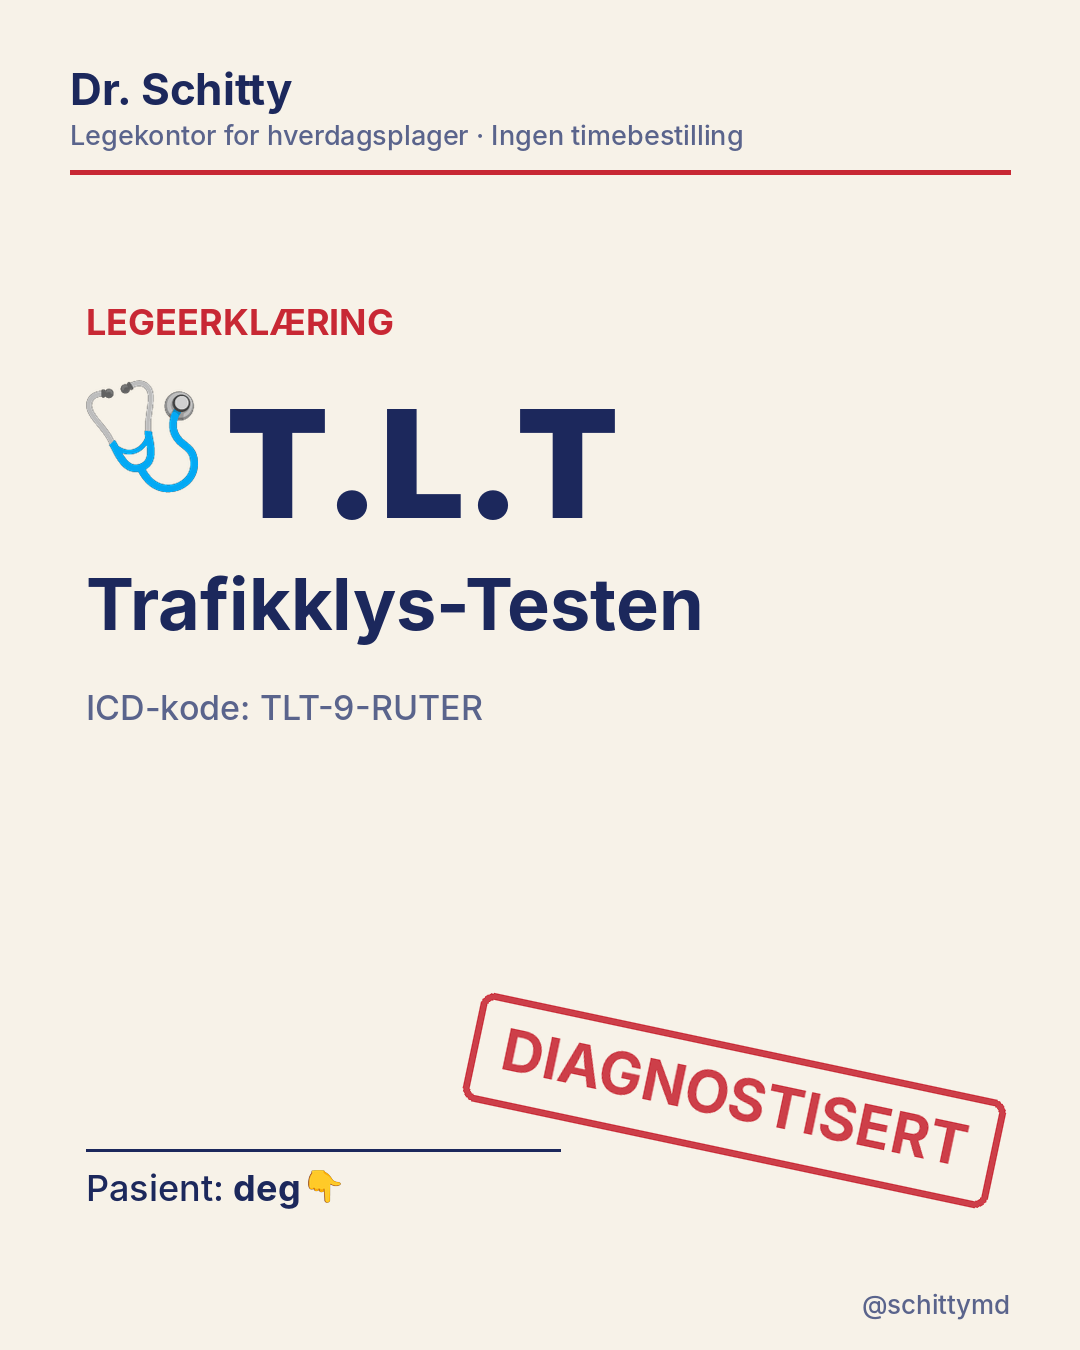 Dr. Schitty
Legekontor for hverdagsplager · Ingen timebestilling
LEGEERKLÆRING
T.L.T
Trafikklys-Testen
ICD-kode: TLT-9-RUTER
DIAGNOSTISERT
Pasient: deg👇
@schittymd